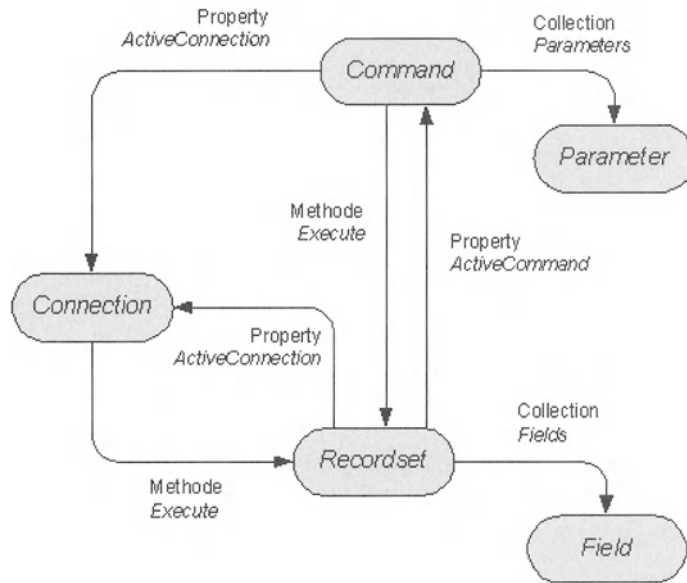 Property
ActiveConnection
Collection
Parameters
Command
Parameter
Methode
Execute
Property
ActiveCommand
Connection
Property
ActiveConnection
Collection
Fields
Recordset
Methode
Execute
Field